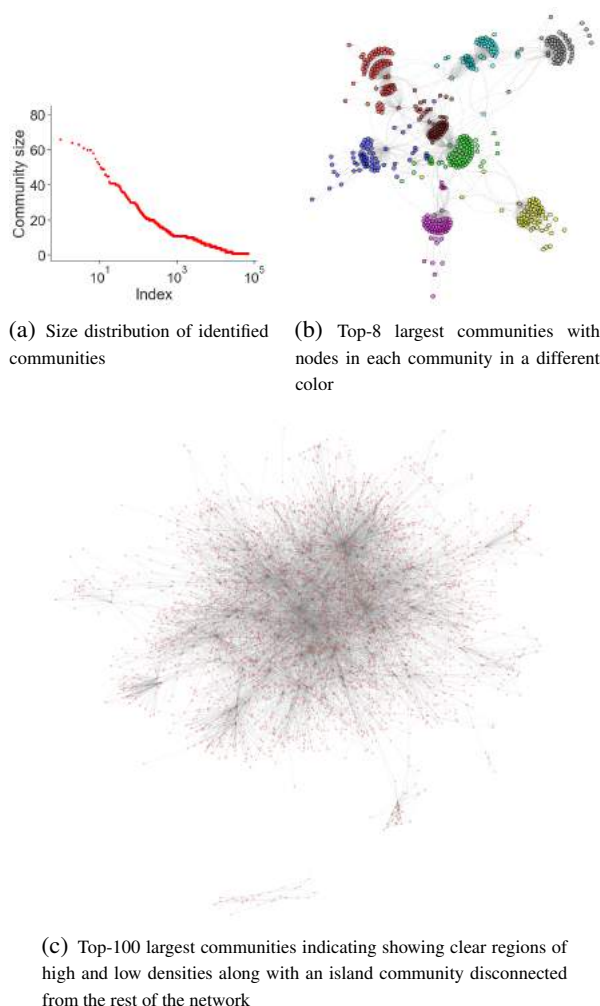 80
60
40
20
0
Community size
10^1 10^3 10^5
Index
(a) Size distribution of identified
communities
(b) Top-8 largest communities with
nodes in each community in a different
color
(c) Top-100 largest communities indicating showing clear regions of
high and low densities along with an island community disconnected
from the rest of the network